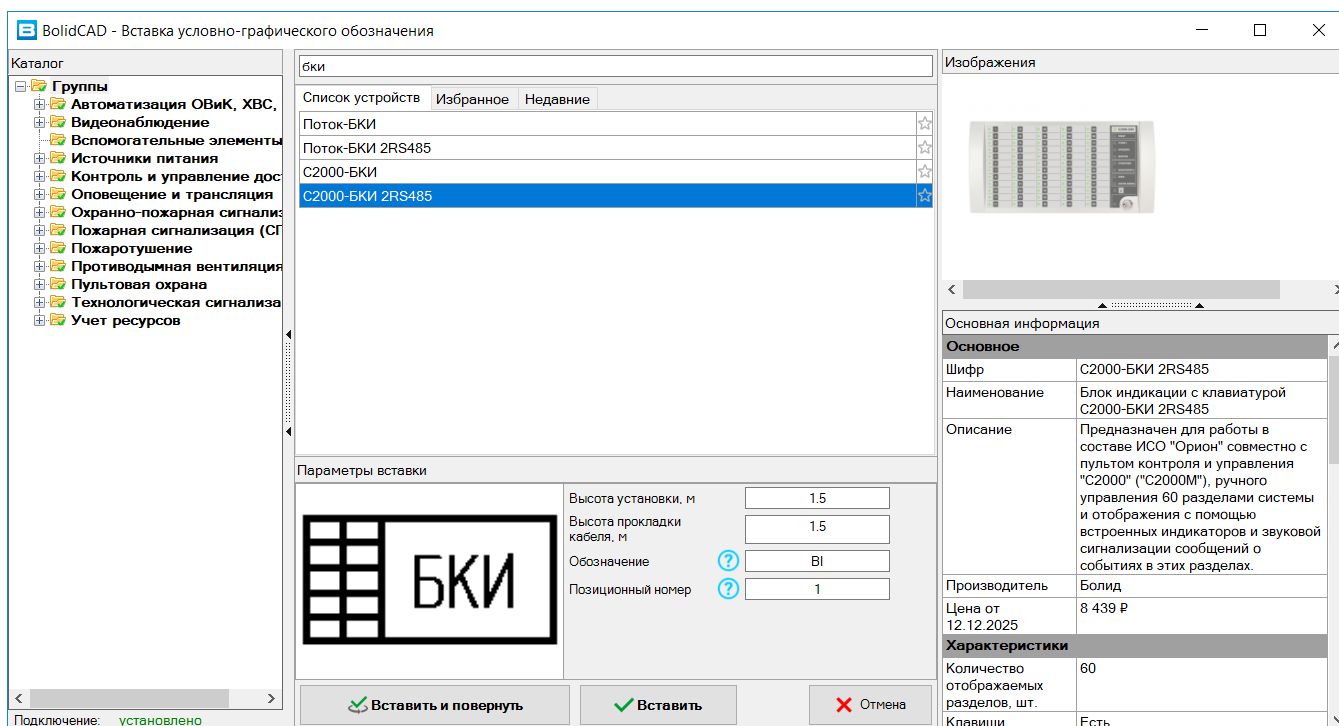 BolidCAD - Вставка условно-графического обозначения
Каталог
Группы
Автоматизация ОВиК, ХВС,
Видеонаблюдение
Вспомогательные элементы
Источники питания
Контроль и управление дос
Оповещение и трансляция
Охранно-пожарная сигнализ
Пожарная сигнализация (СП
Пожаротушение
Противодымная вентиляция
Пультовая охрана
Технологическая сигнализа
Учет ресурсов
Подключение: установлено
бки
Список устройств Избранное Недавние
Поток-БКИ
Поток-БКИ 2RS485
С2000-БКИ
С2000-БКИ 2RS485
Параметры вставки
БКИ
Высота установки, м 1.5
Высота прокладки
кабеля, м 1.5
Обозначение ? BI
Позиционный номер ? 1
Вставить и повернуть Вставить Отмена
Изображения
Основная информация
Основное
Шифр С2000-БКИ 2RS485
Наименование Блок индикации с клавиатурой
С2000-БКИ 2RS485
Описание Предназначен для работы в
составе ИСО "Орион" совместно с
пультом контроля и управления
"С2000" ("С2000М"), ручного
управления 60 разделами системы
и отображения с помощью
встроенных индикаторов и звуковой
сигнализации сообщений о
событиях в этих разделах.
Производитель Болид
Цена от 8 439 ₽
12.12.2025
Характеристики
Количество 60
отображаемых
разделов, шт.
Клавиши Есть